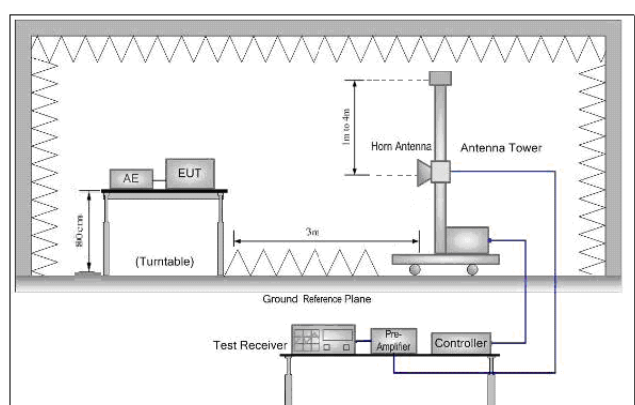 1m to 4m
Horn Antenna
Antenna Tower
AE
EUT
80cm
3m
(Turntable)
Ground Reference Plane
Test Receiver
Pre-
Amplifier
Controller